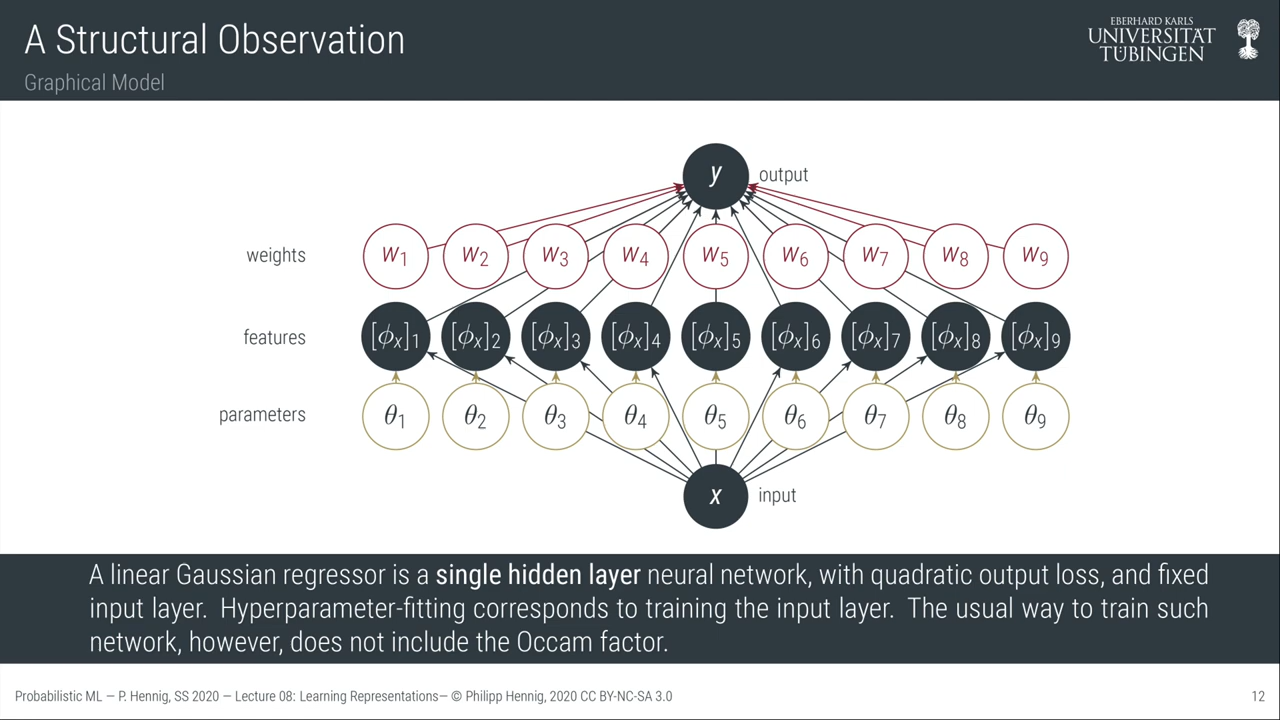 A Structural Observation
Graphical Model
EBERHARD KARLS
UNIVERSITÄT
TÜBINGEN
y output
weights w1 w2 w3 w4 w5 w6 w7 w8 w9
features [ϕx]1 [ϕx]2 [ϕx]3 [ϕx]4 [ϕx]5 [ϕx]6 [ϕx]7 [ϕx]8 [ϕx]9
parameters θ1 θ2 θ3 θ4 θ5 θ6 θ7 θ8 θ9
x input
A linear Gaussian regressor is a single hidden layer neural network, with quadratic output loss, and fixed
input layer. Hyperparameter-fitting corresponds to training the input layer. The usual way to train such
network, however, does not include the Occam factor.
Probabilistic ML — P. Hennig, SS 2020 — Lecture 08: Learning Representations— © Philipp Hennig, 2020 CC BY-NC-SA 3.0 12